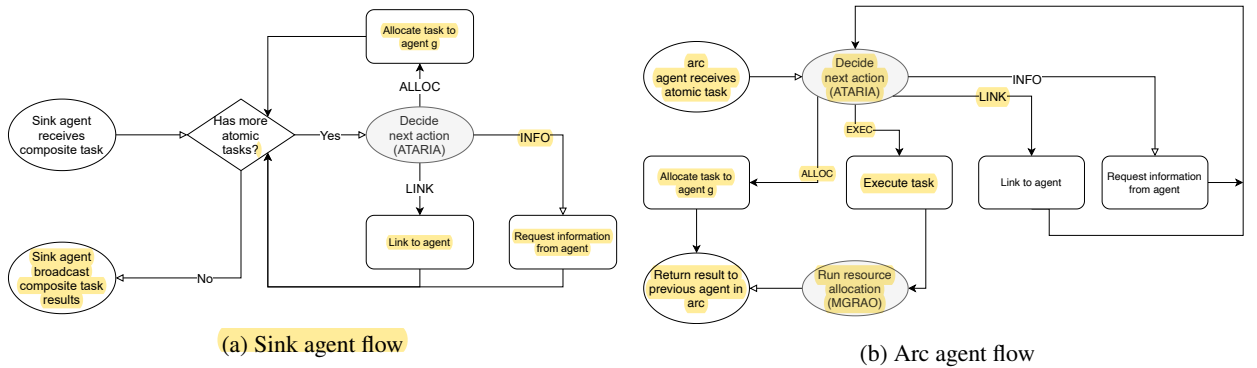 Sink agent
receives
composite task
Has more
atomic
tasks?
Yes
Decide
next action
(ATARIA)
ALLOC
Allocate task to
agent g
INFO
Request information
from agent
LINK
Link to agent
No
Sink agent
broadcast
composite task
results
(a) Sink agent flow
arc
agent receives
atomic task
Decide
next action
(ATARIA)
INFO
LINK
EXEC
ALLOC
Allocate task to
agent g
Execute task
Link to agent
Request information
from agent
Return result to
previous agent in
arc
Run resource
allocation
(MGRAO)
(b) Arc agent flow